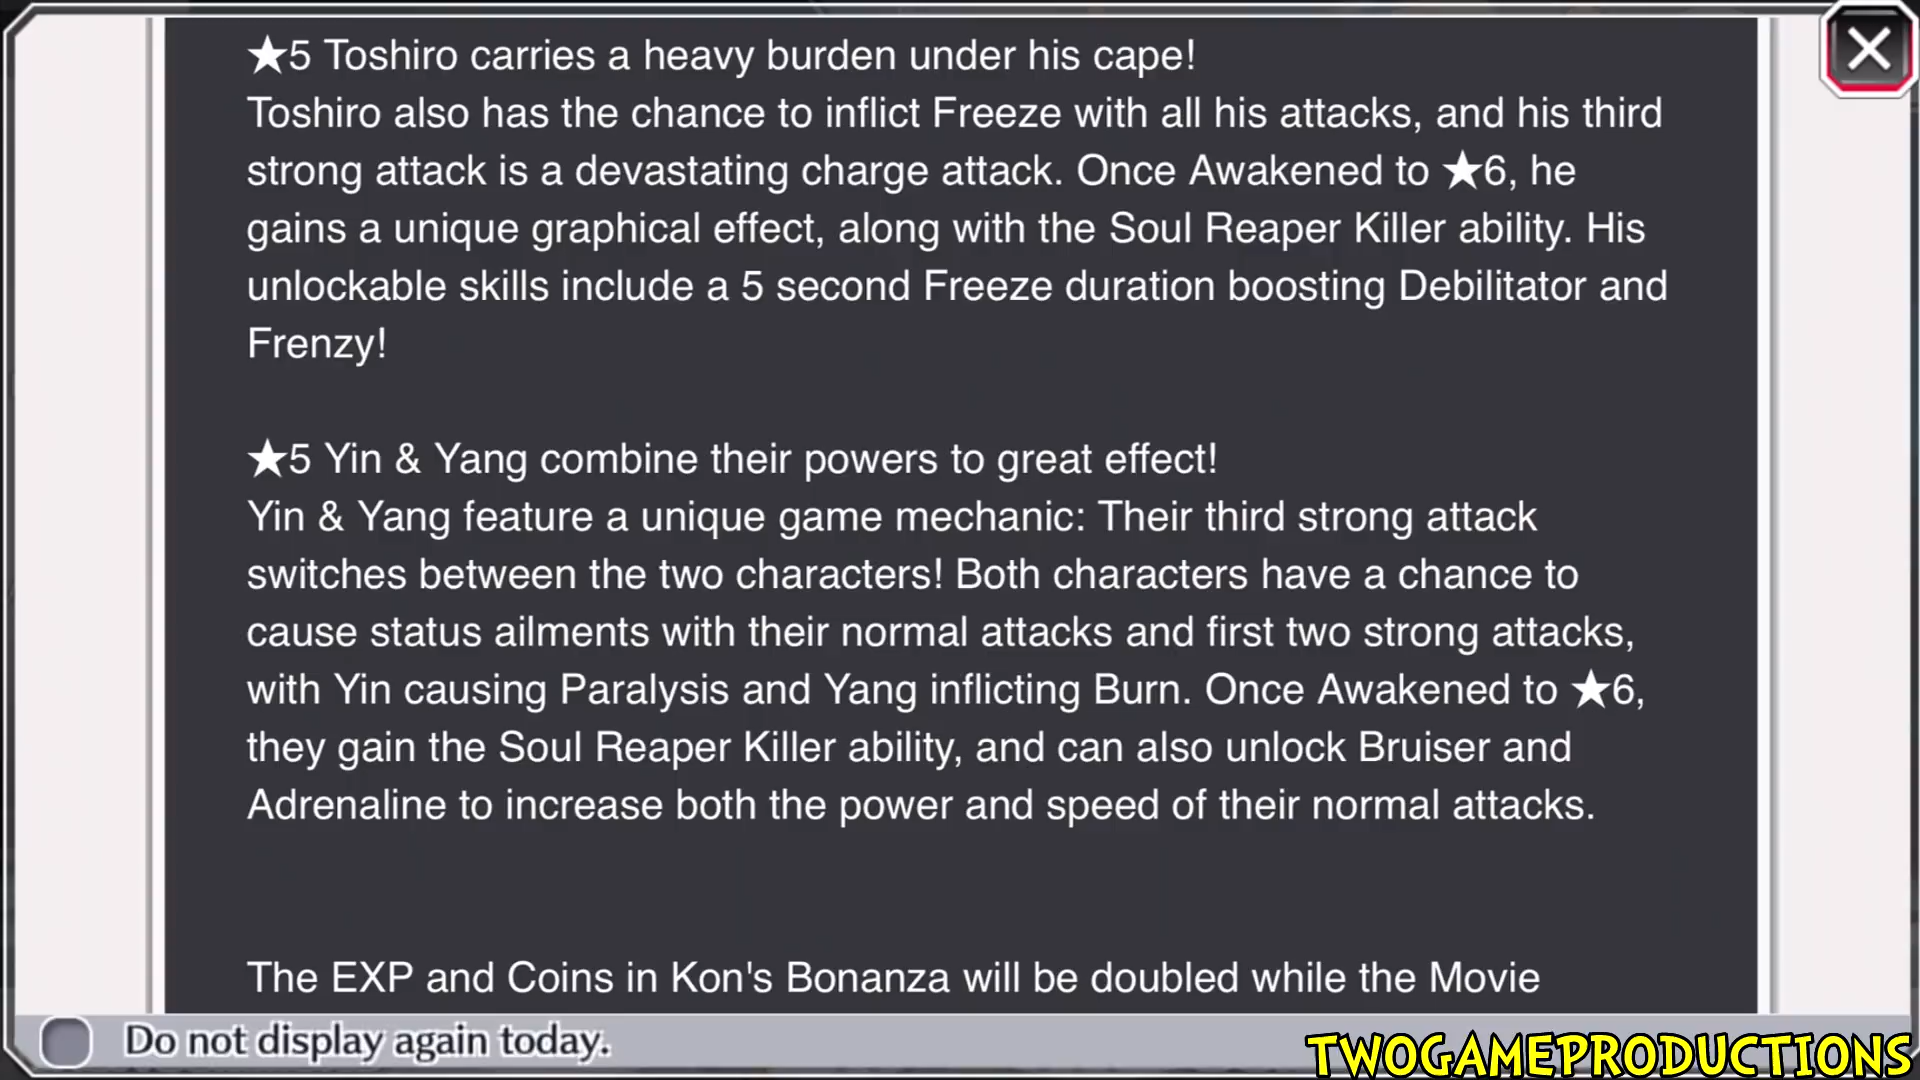 ★5 Toshiro carries a heavy burden under his cape!
Toshiro also has the chance to inflict Freeze with all his attacks, and his third
strong attack is a devastating charge attack. Once Awakened to ★6, he
gains a unique graphical effect, along with the Soul Reaper Killer ability. His
unlockable skills include a 5 second Freeze duration boosting Debilitator and
Frenzy!
★5 Yin & Yang combine their powers to great effect!
Yin & Yang feature a unique game mechanic: Their third strong attack
switches between the two characters! Both characters have a chance to
cause status ailments with their normal attacks and first two strong attacks,
with Yin causing Paralysis and Yang inflicting Burn. Once Awakened to ★6,
they gain the Soul Reaper Killer ability, and can also unlock Bruiser and
Adrenaline to increase both the power and speed of their normal attacks.
The EXP and Coins in Kon's Bonanza will be doubled while the Movie
Do not display again today.
TWOGAMEPRODUCTIONS